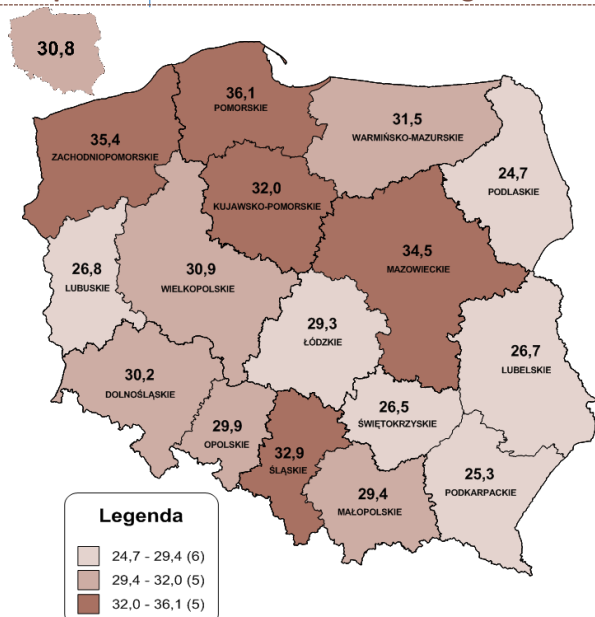 30,8
36,1
POMORSKIE
31,5
WARMIŃSKO-MAZURSKIE
35,4
ZACHODNIOPOMORSKIE
24,7
PODLASKIE
32,0
KUJAWSKO-POMORSKIE
34,5
MAZOWIECKIE
26,8
LUBUSKIE
30,9
WIELKOPOLSKIE
29,3
ŁÓDZKIE
26,7
LUBELSKIE
30,2
DOLNOŚLĄSKIE
29,9
OPOLSKIE
26,5
ŚWIĘTOKRZYSKIE
32,9
ŚLĄSKIE
25,3
PODKARPACKIE
29,4
MAŁOPOLSKIE
Legenda
24,7 - 29,4 (6)
29,4 - 32,0 (5)
32,0 - 36,1 (5)